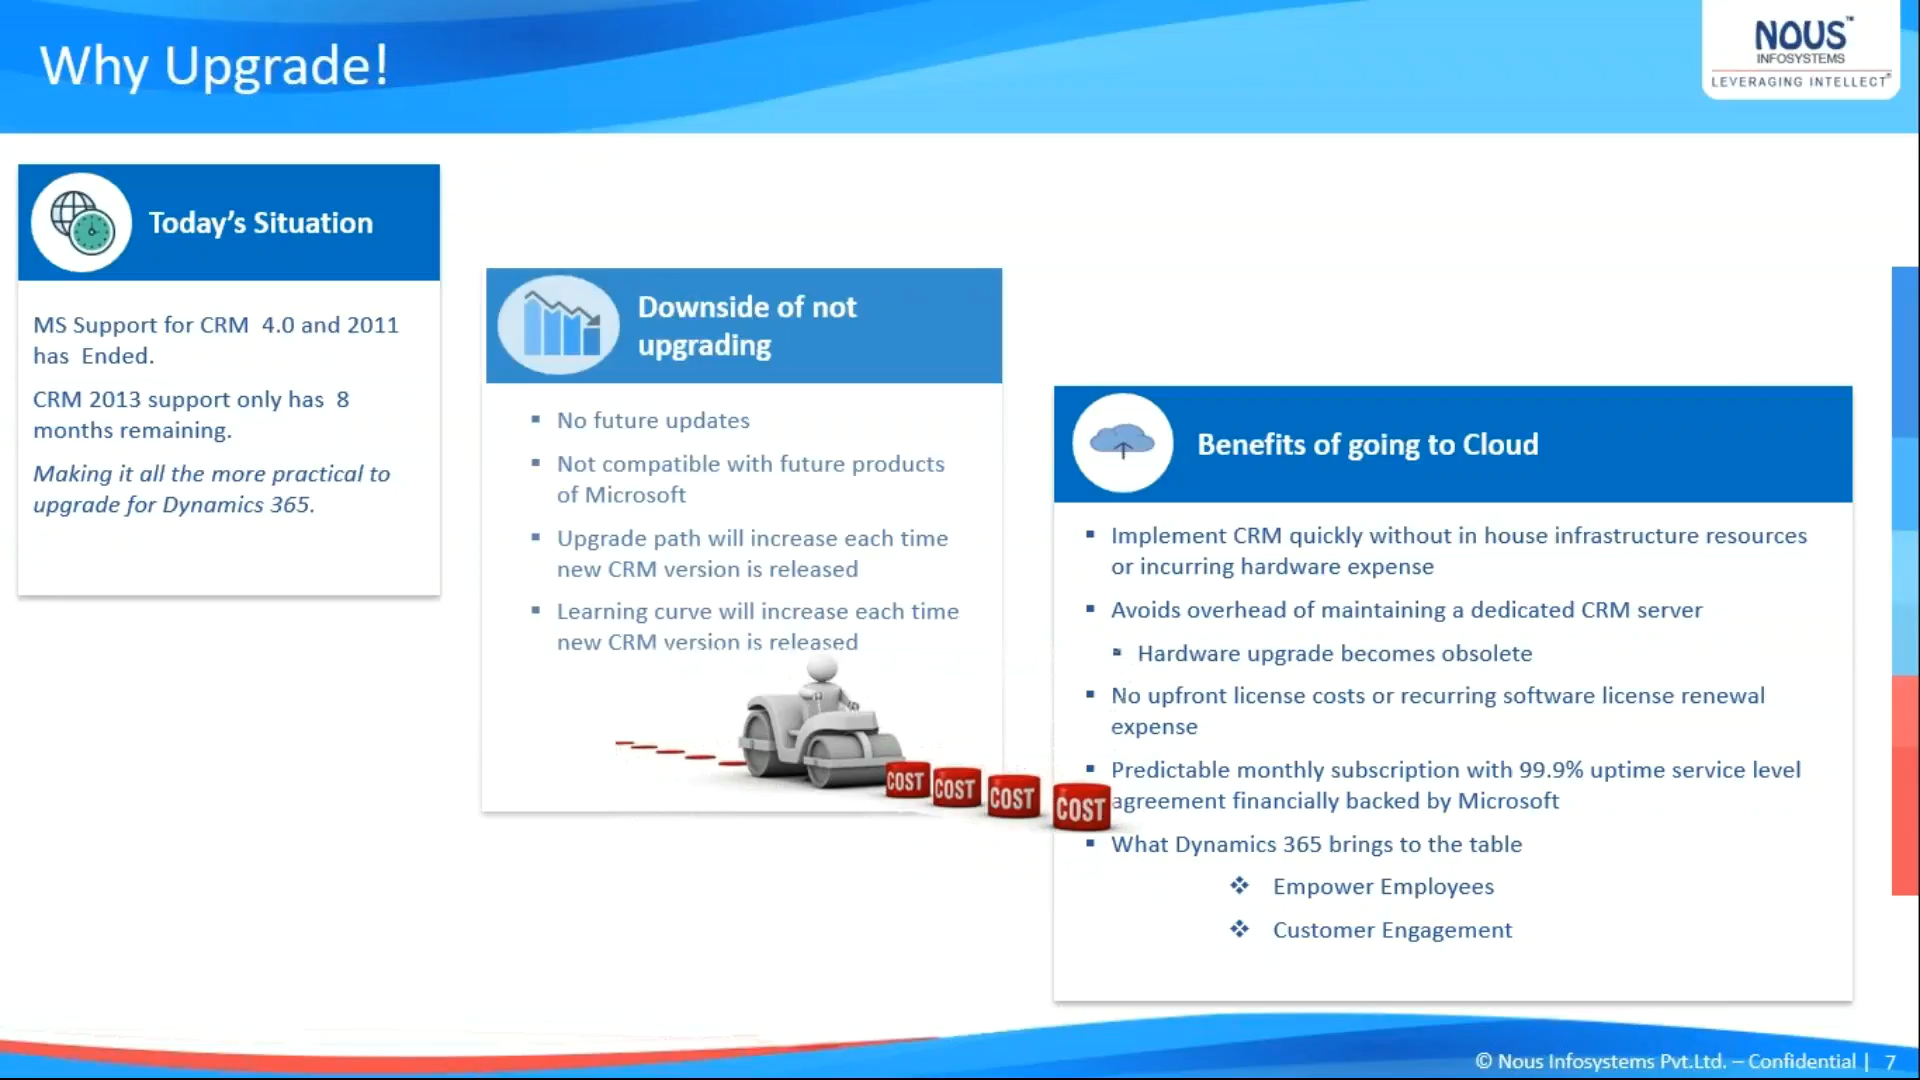 Why Upgrade!
NOUS™
INFOSYSTEMS
LEVERAGING INTELLECT®
Today's Situation
MS Support for CRM 4.0 and 2011
has Ended.
CRM 2013 support only has 8
months remaining.
Making it all the more practical to
upgrade for Dynamics 365.
Downside of not
upgrading
▪ No future updates
▪ Not compatible with future products
of Microsoft
▪ Upgrade path will increase each time
new CRM version is released
▪ Learning curve will increase each time
new CRM version is released
COST COST COST COST
Benefits of going to Cloud
▪ Implement CRM quickly without in house infrastructure resources
or incurring hardware expense
▪ Avoids overhead of maintaining a dedicated CRM server
▪ Hardware upgrade becomes obsolete
▪ No upfront license costs or recurring software license renewal
expense
▪ Predictable monthly subscription with 99.9% uptime service level
agreement financially backed by Microsoft
▪ What Dynamics 365 brings to the table
❖ Empower Employees
❖ Customer Engagement
© Nous Infosystems Pvt.Ltd. – Confidential | 7